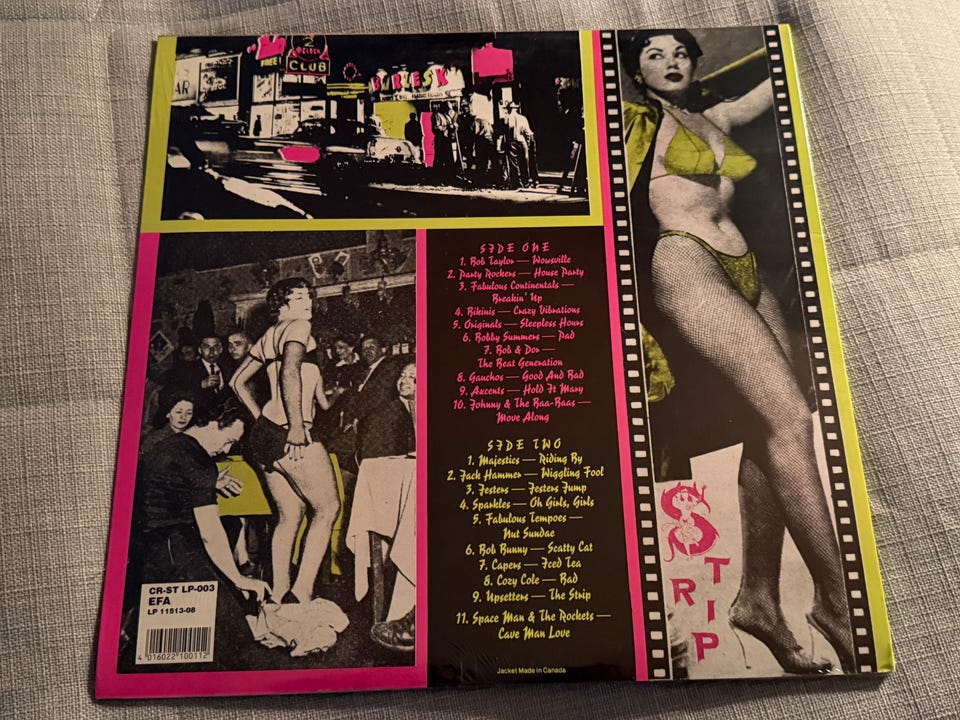 FREE
CLUB
BAR
BURLESK
SIDE ONE
1. Bob Taylor — Wowsville
2. Party Rockers — House Party
3. Fabulous Continentals —
Breakin' Up
4. Bikinis — Crazy Vibrations
5. Originals — Sleepless Hours
6. Bobby Summers — Pad
7. Bob & Dor —
The Beat Generation
8. Gauchos — Good And Bad
9. Axcents — Hold It Mary
10. Johnny & The Baa-Baas —
Move Along
SIDE TWO
1. Majestics — Riding By
2. Jack Hammer — Wiggling Fool
3. Jesters — Jesters Jump
4. Sparkles — Oh Girls, Girls
5. Fabulous Tempoes —
Nut Sundae
6. Bob Bunny — Scatty Cat
7. Capers — Iced Tea
8. Cozy Cole — Bad
9. Upsetters — The Strip
11. Space Man & The Rockets —
Cave Man Love
Jacket Made in Canada
CR-ST LP-003
EFA
LP 11513-08
4 016022 100112
STRIP